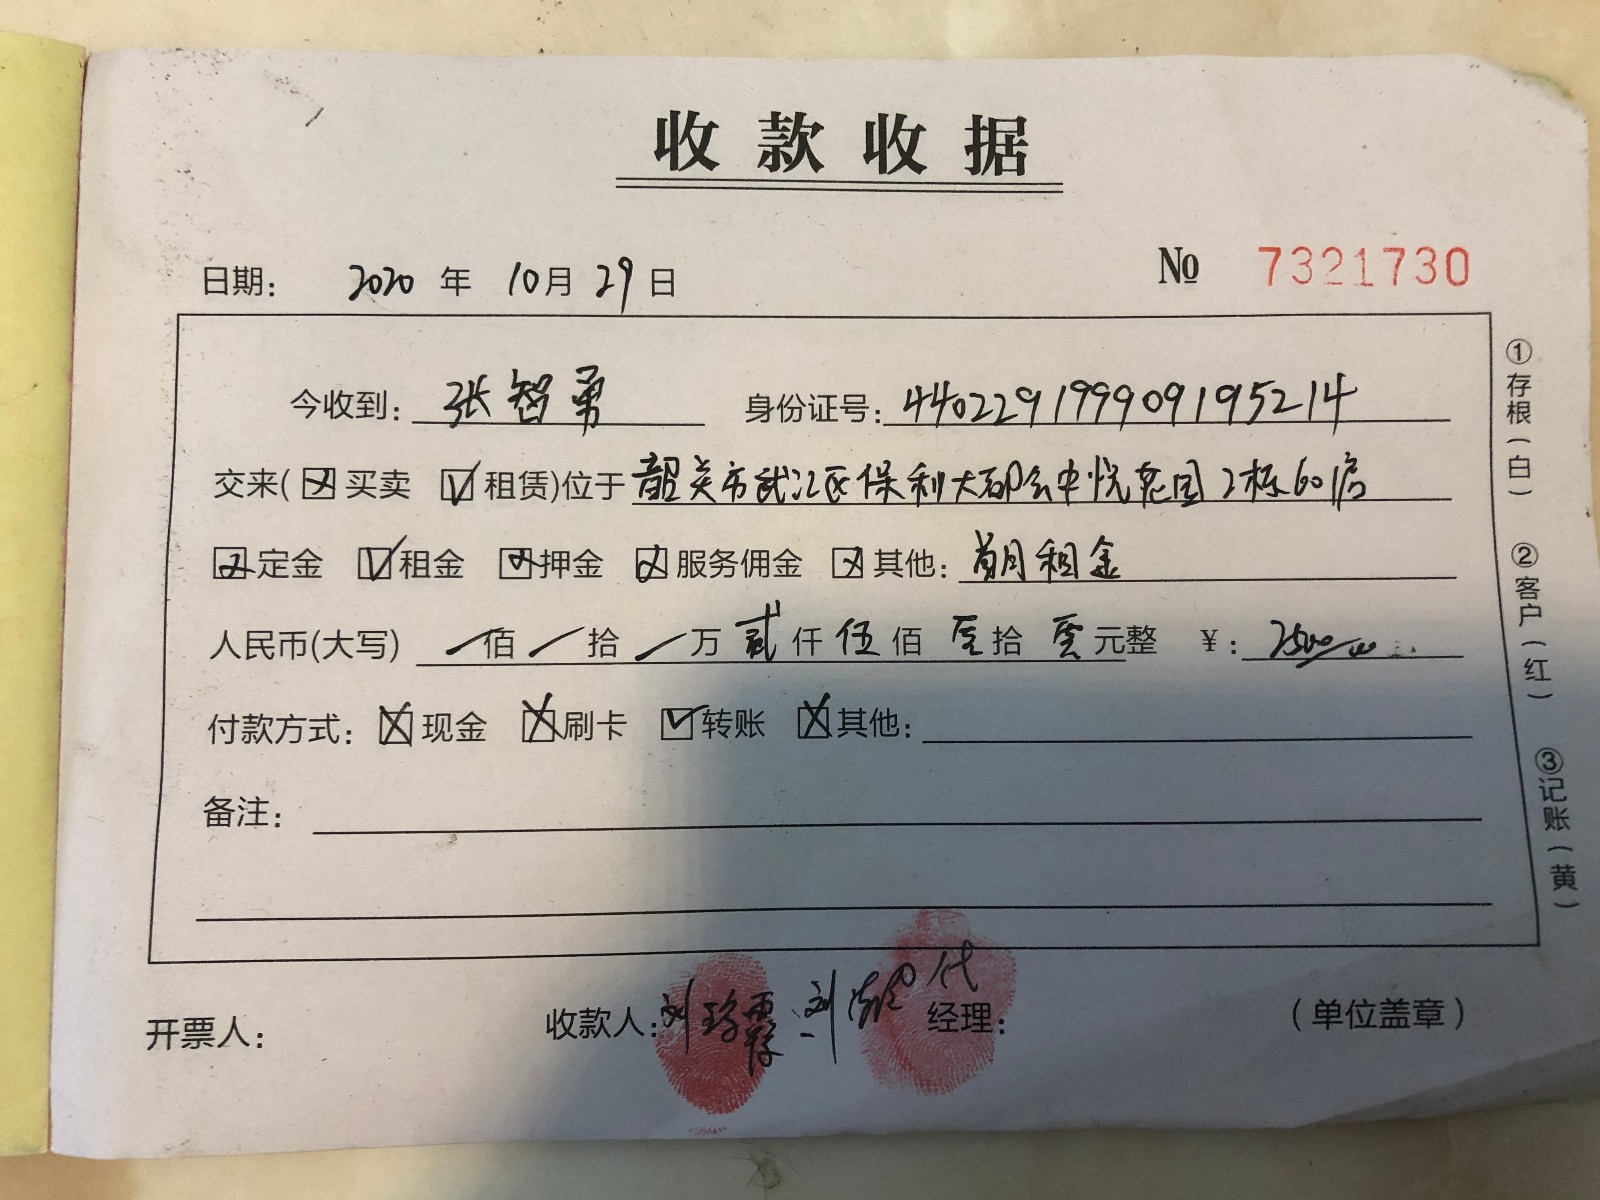 收款收据
日期： 2020 年 10月 29 日 № 7321730
今收到： 张智勇 身份证号： 440229199909195214
交来(☒ 买卖 ☑ 租赁)位于 韶关市武江区保利大都会中悦花园2栋601房
☒定金 ☑租金 ☒押金 ☒服务佣金 ☒其他： 首月租金
人民币(大写) /佰/拾/万贰仟伍佰零拾零元整 ￥： 2500/
付款方式： ☒现金 ☒刷卡 ☑转账 ☒其他：
备注：
开票人： 收款人： 刘 霞 刘 代 经理： （单位盖章）
①存根（白）
②客户（红）
③记账（黄）